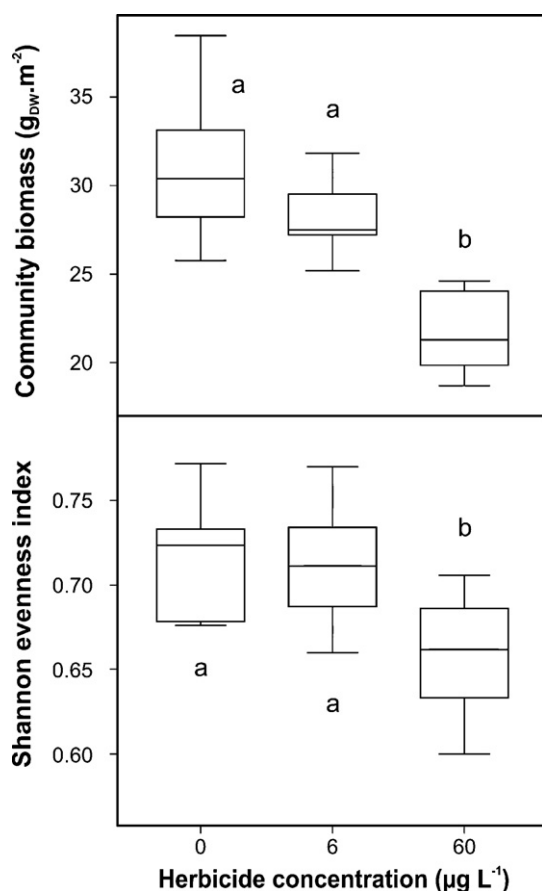 Community biomass (g_DW.m⁻²)
35
30
25
20
a
a
b
Shannon evenness index
0.75
0.70
0.65
0.60
a
a
b
0
6
60
Herbicide concentration (µg L⁻¹)